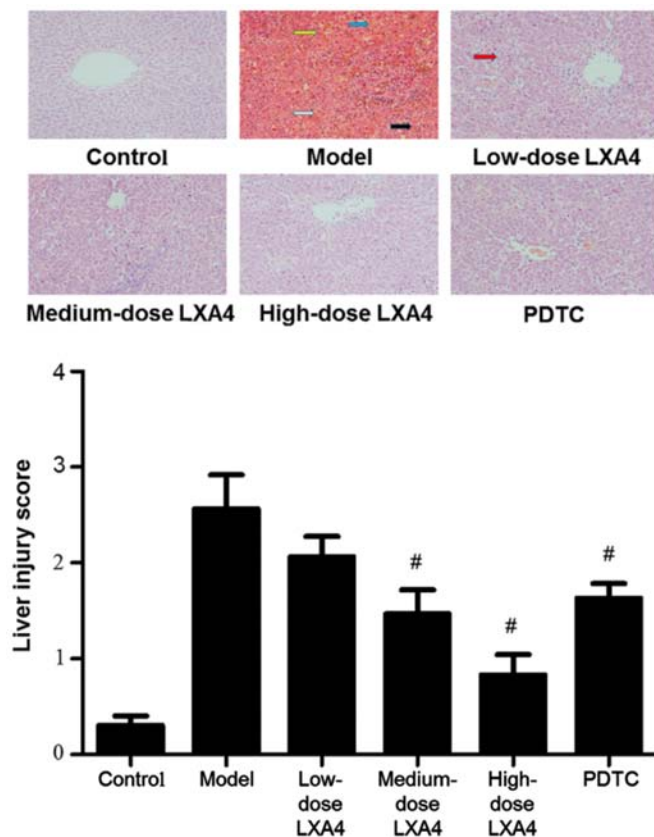 Control
Model
Low-dose LXA4
Medium-dose LXA4
High-dose LXA4
PDTC
4
3
2
1
0
Liver injury score
#
#
#
Control
Model
Low-
dose
LXA4
Medium-
dose
LXA4
High-
dose
LXA4
PDTC